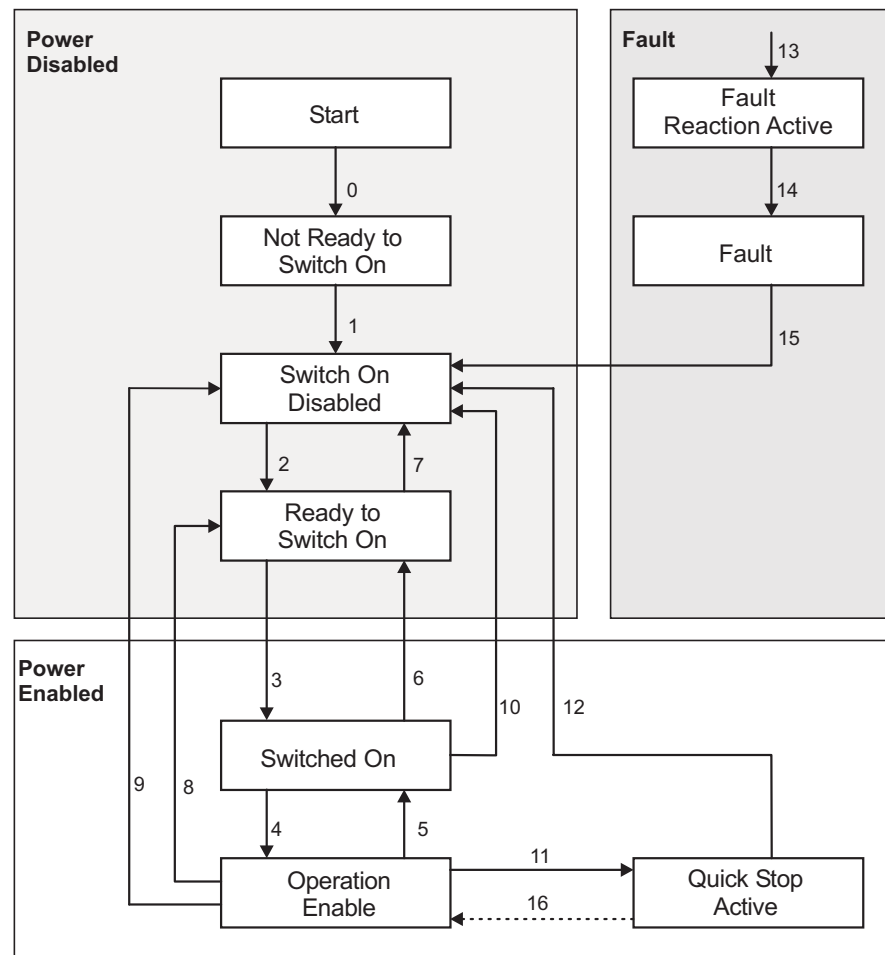 Power
Disabled
Start
0
Not Ready to
Switch On
1
Switch On
Disabled
2
7
Ready to
Switch On
Fault
13
Fault
Reaction Active
14
Fault
15
Power
Enabled
3
6
10
12
Switched On
9
8
4
5
11
Operation
Enable
16
Quick Stop
Active